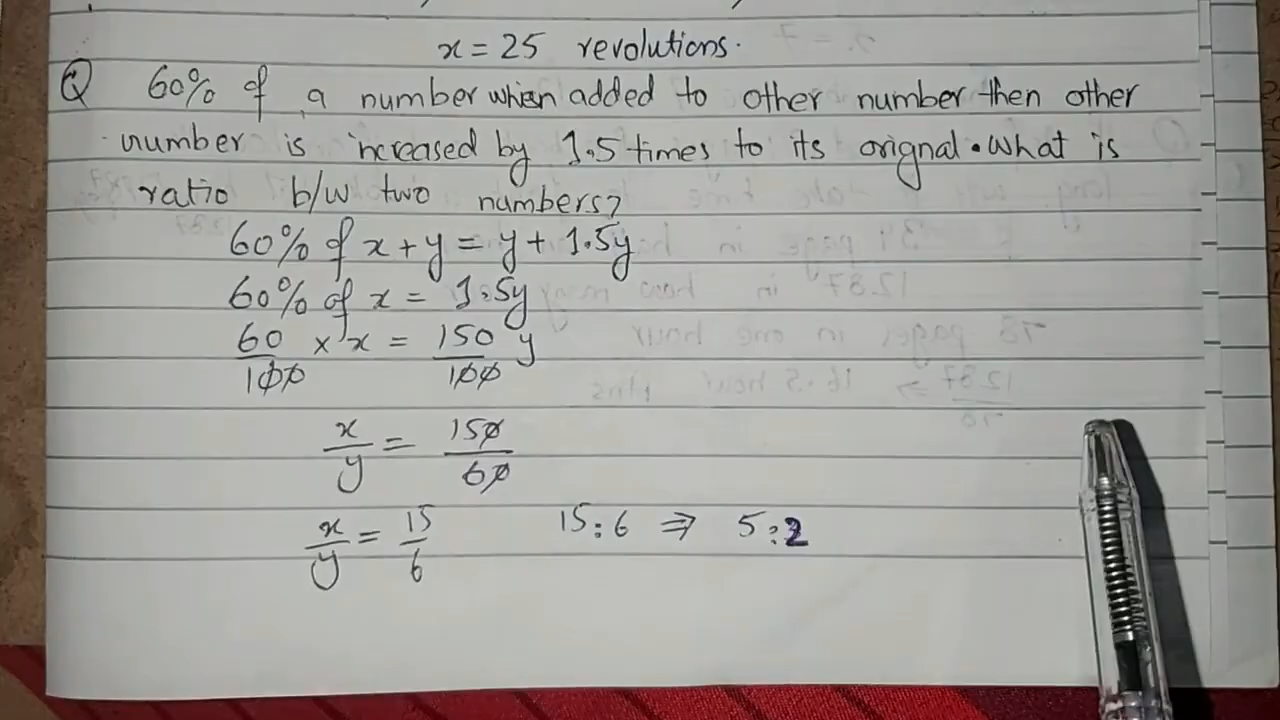 x = 25 revolutions.
Q 60% of a number when added to other number then other
number is increased by 1.5 times to its orignal. What is
ratio b/w two numbers?
60% of x + y = y + 1.5y
60% of x = 1.5y
60/100 × x = 150/100 y
x/y = 150/60
x/y = 15/6 15:6 ⇒ 5:2